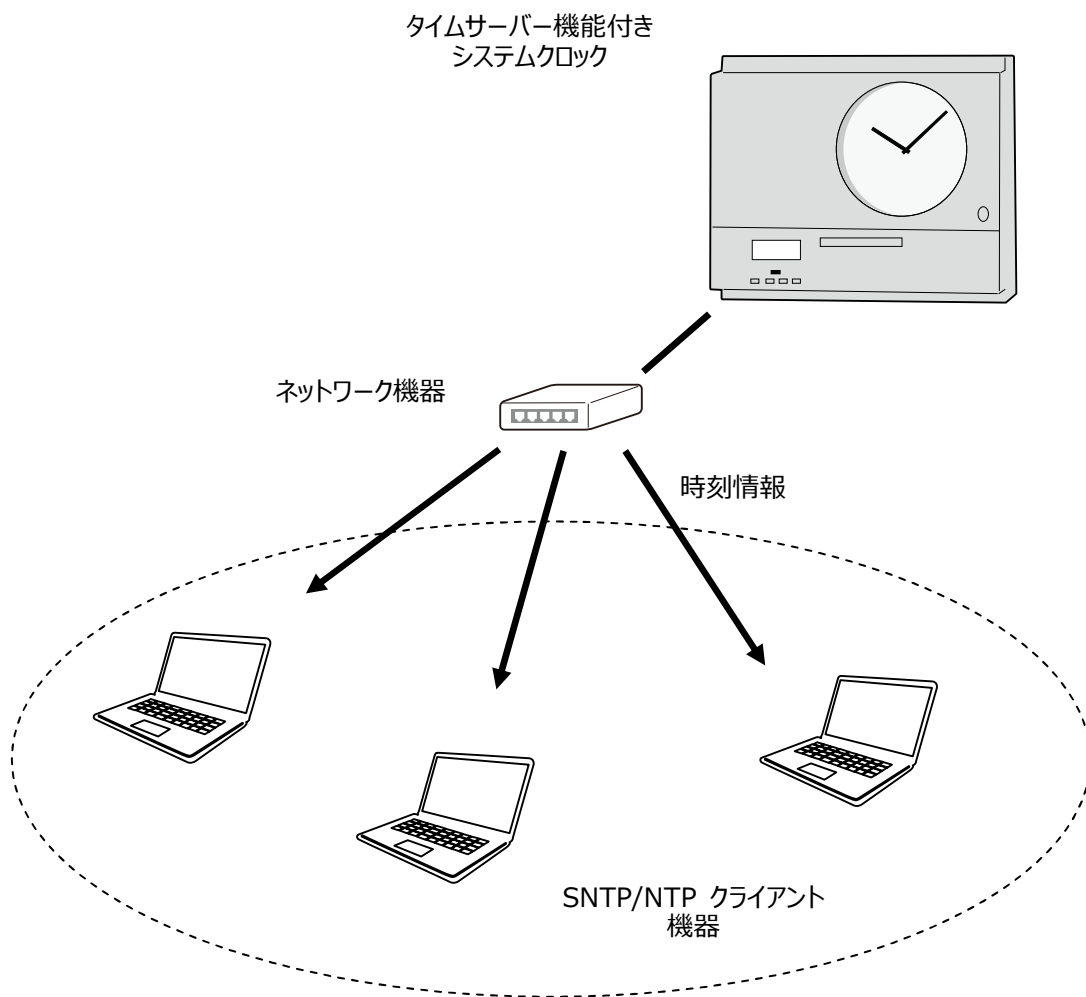 タイムサーバー機能付き
システムクロック
ネットワーク機器
時刻情報
SNTP/NTP クライアント
機器